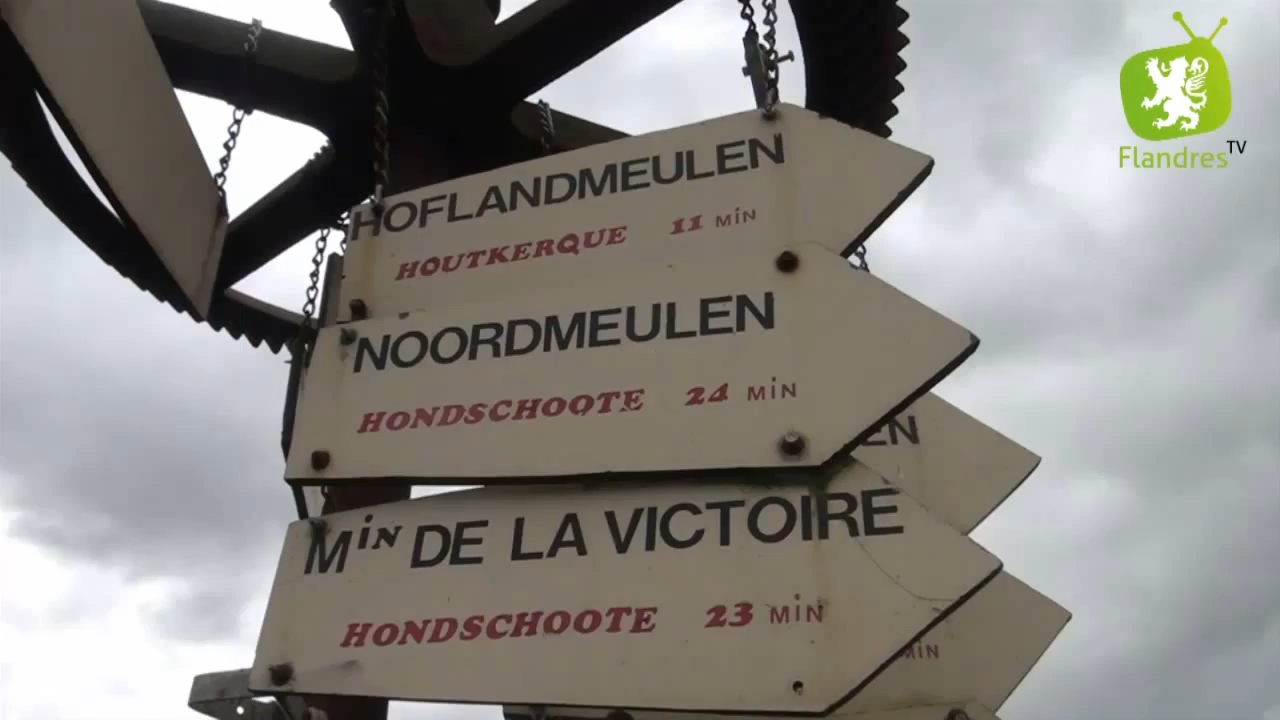 Flandres TV
HOFLANDMEULEN
HOUTKERQUE 11 MiN
NOORDMEULEN
HONDSCHOOTE 24 MiN
EN
MiN DE LA VICTOIRE
HONDSCHOOTE 23 MiN
MiN